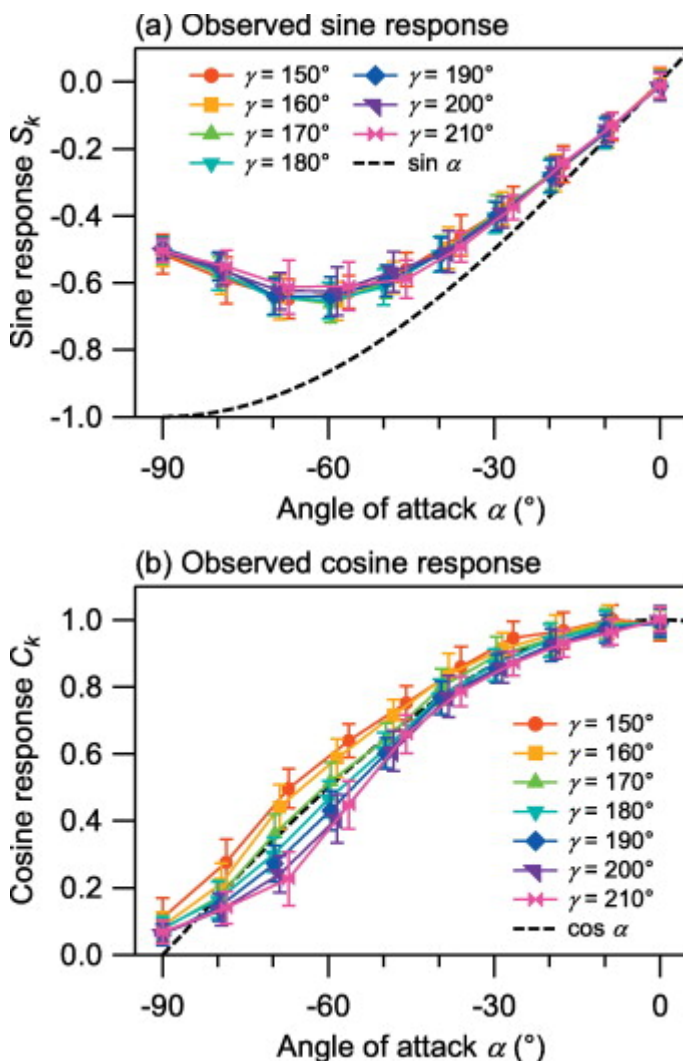 (a) Observed sine response
0.0
-0.2
-0.4
-0.6
-0.8
-1.0
Sine response Sₖ
γ = 150° γ = 190°
γ = 160° γ = 200°
γ = 170° γ = 210°
γ = 180° sin α
-90 -60 -30 0
Angle of attack α (°)
(b) Observed cosine response
1.0
0.8
0.6
0.4
0.2
0.0
Cosine response Cₖ
γ = 150°
γ = 160°
γ = 170°
γ = 180°
γ = 190°
γ = 200°
γ = 210°
cos α
-90 -60 -30 0
Angle of attack α (°)